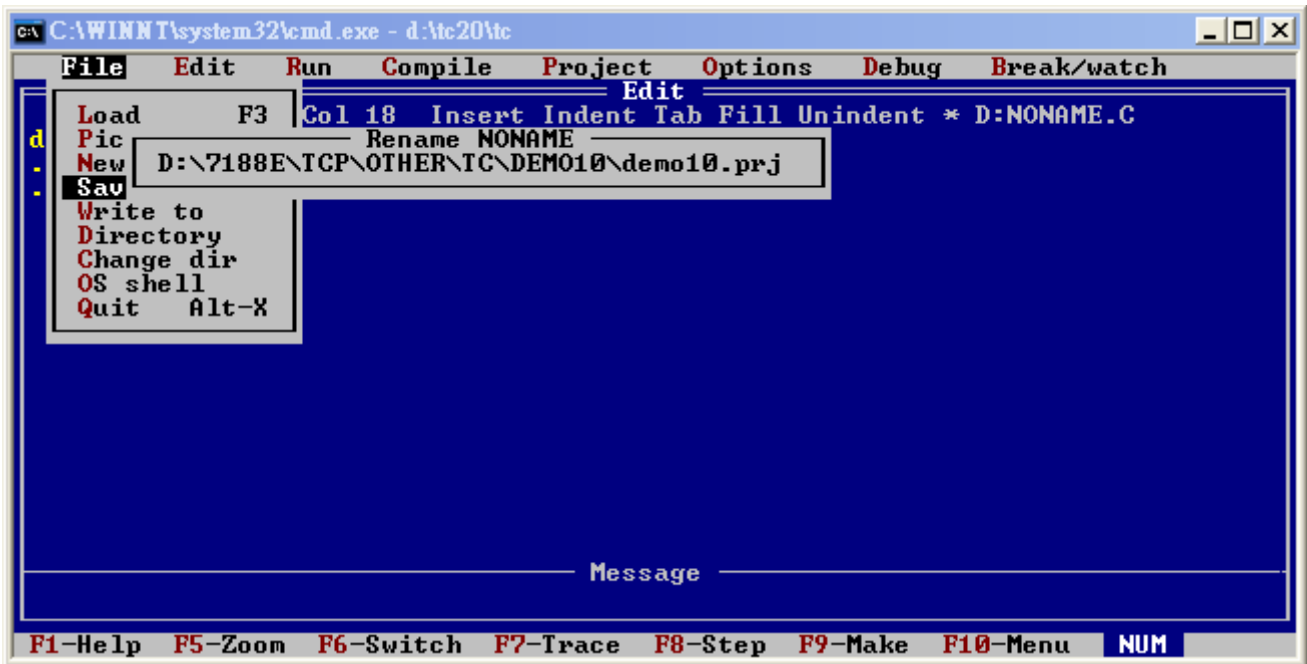 C:\WINNT\system32\cmd.exe - d:\tc20\tc
File Edit Run Compile Project Options Debug Break/watch
Edit
Load F3 Col 18 Insert Indent Tab Fill Unindent * D:NONAME.C
d Pic Rename NONAME
. New D:\7188E\TCP\OTHER\TC\DEMO10\demo10.prj
. Sav
Write to
Directory
Change dir
OS shell
Quit Alt-X
Message
F1-Help F5-Zoom F6-Switch F7-Trace F8-Step F9-Make F10-Menu NUM